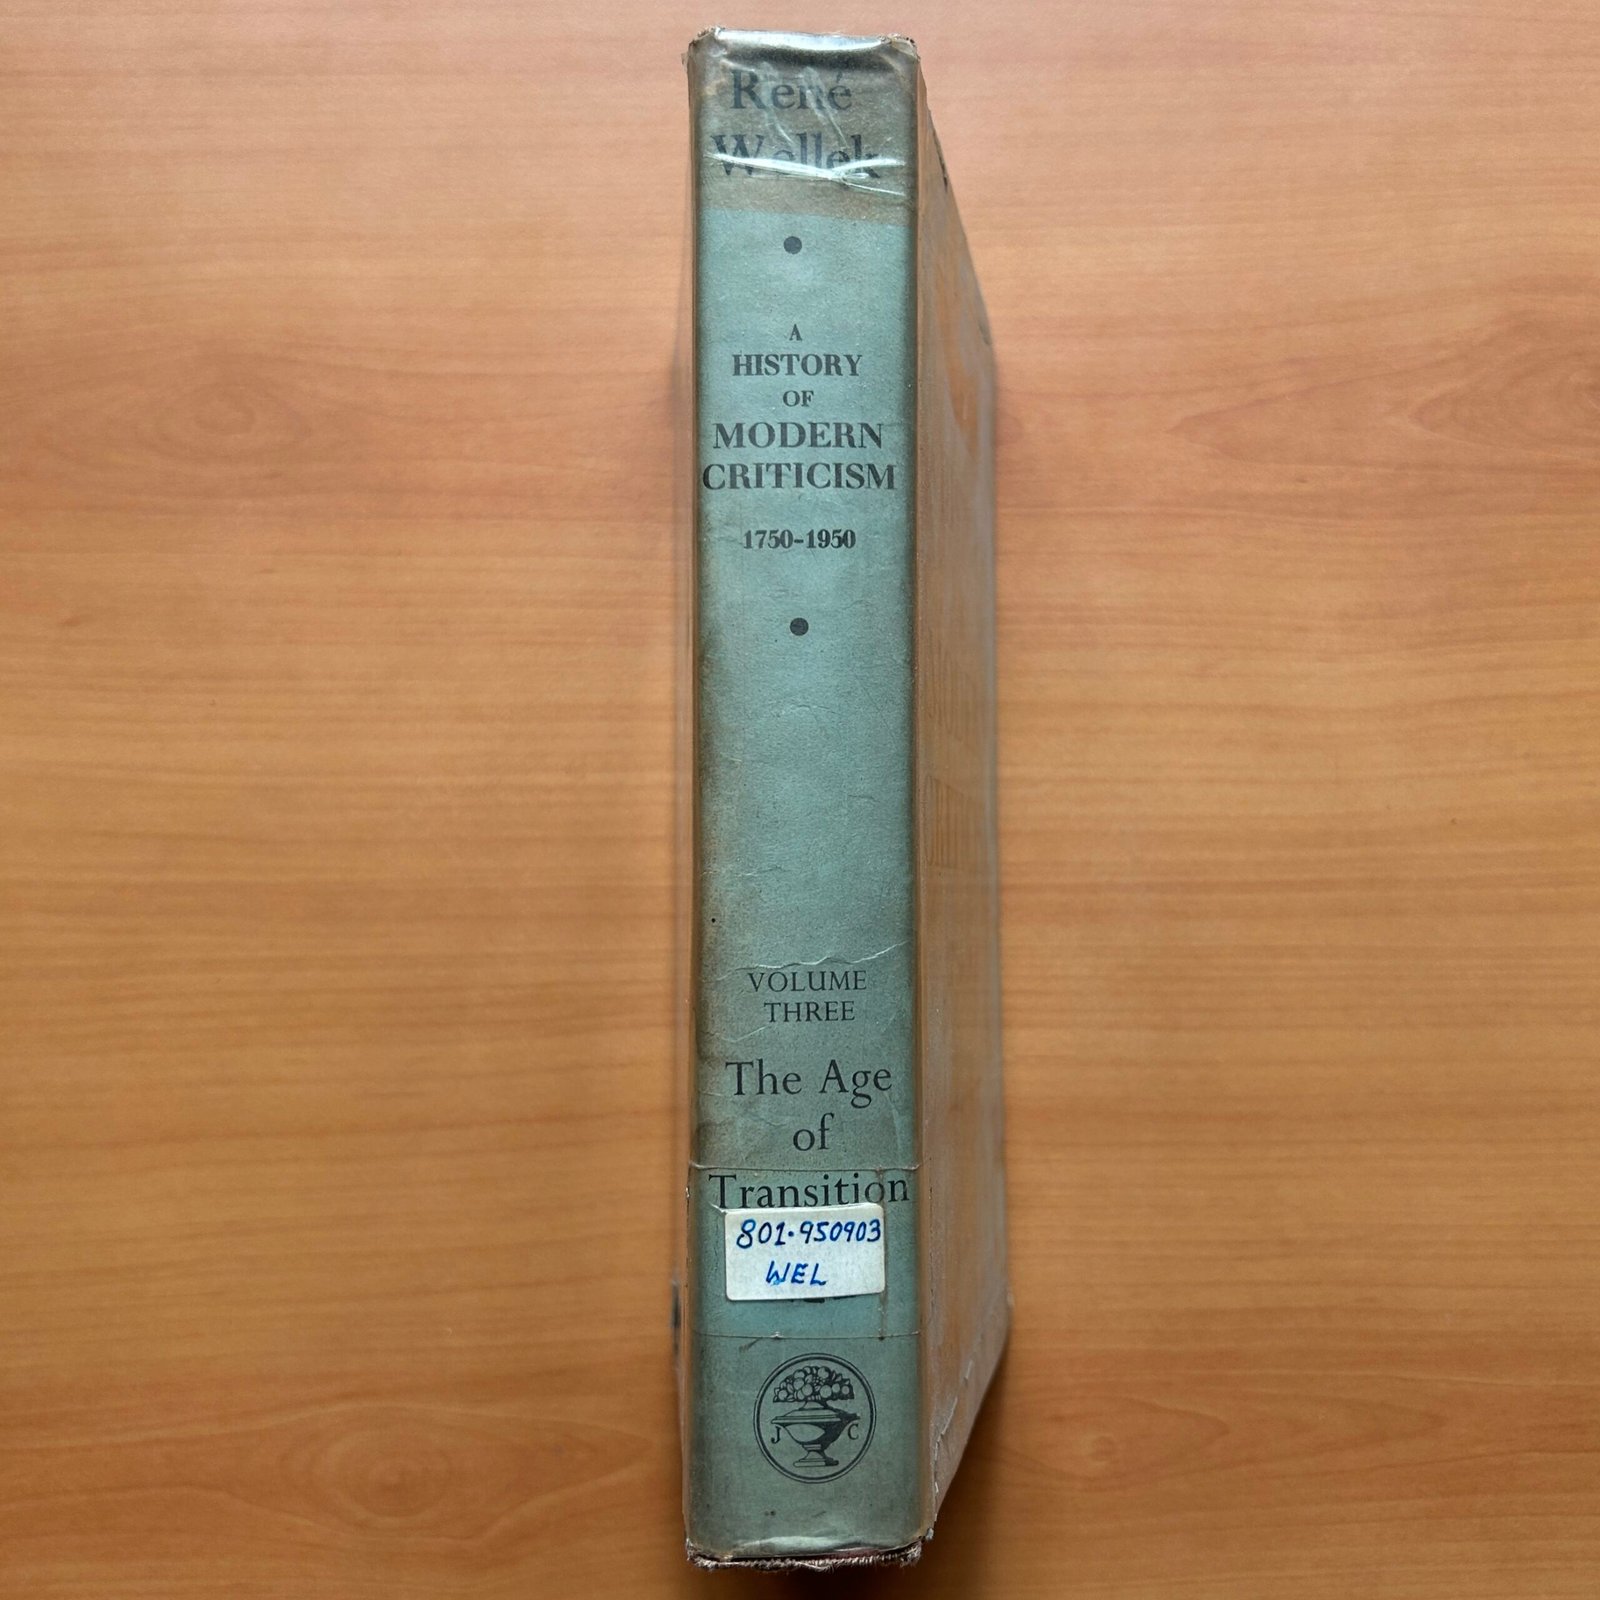 René
Wellek
A
HISTORY
OF
MODERN
CRITICISM
1750-1950
VOLUME
THREE
The Age
of
Transition
801.950903
WEL
J C